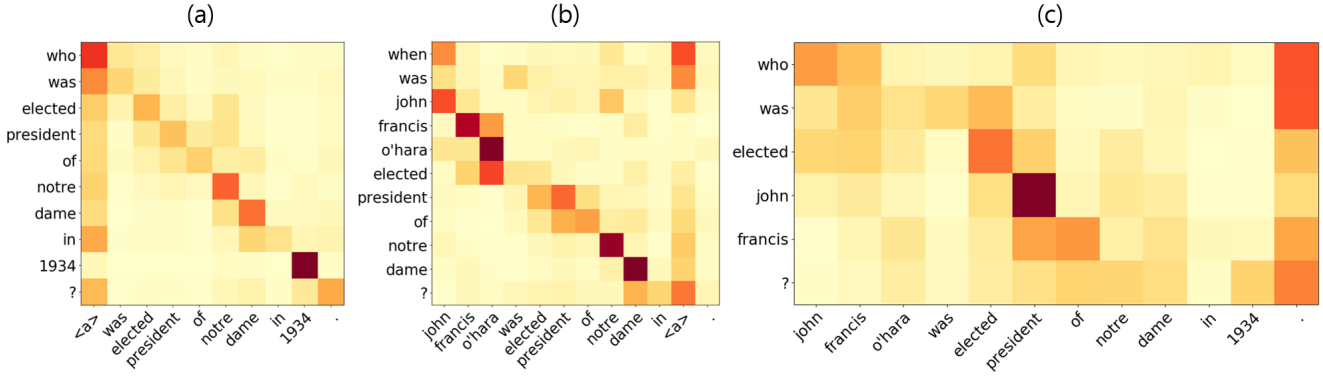 (a)
who
was
elected
president
of
notre
dame
in
1934
?
<a> was elected president of notre dame in 1934 .
(b)
when
was
john
francis
o'hara
elected
president
of
notre
dame
?
john francis o'hara was elected president of notre dame in <a> .
(c)
who
was
elected
john
francis
?
john francis o'hara was elected president of notre dame in 1934 .